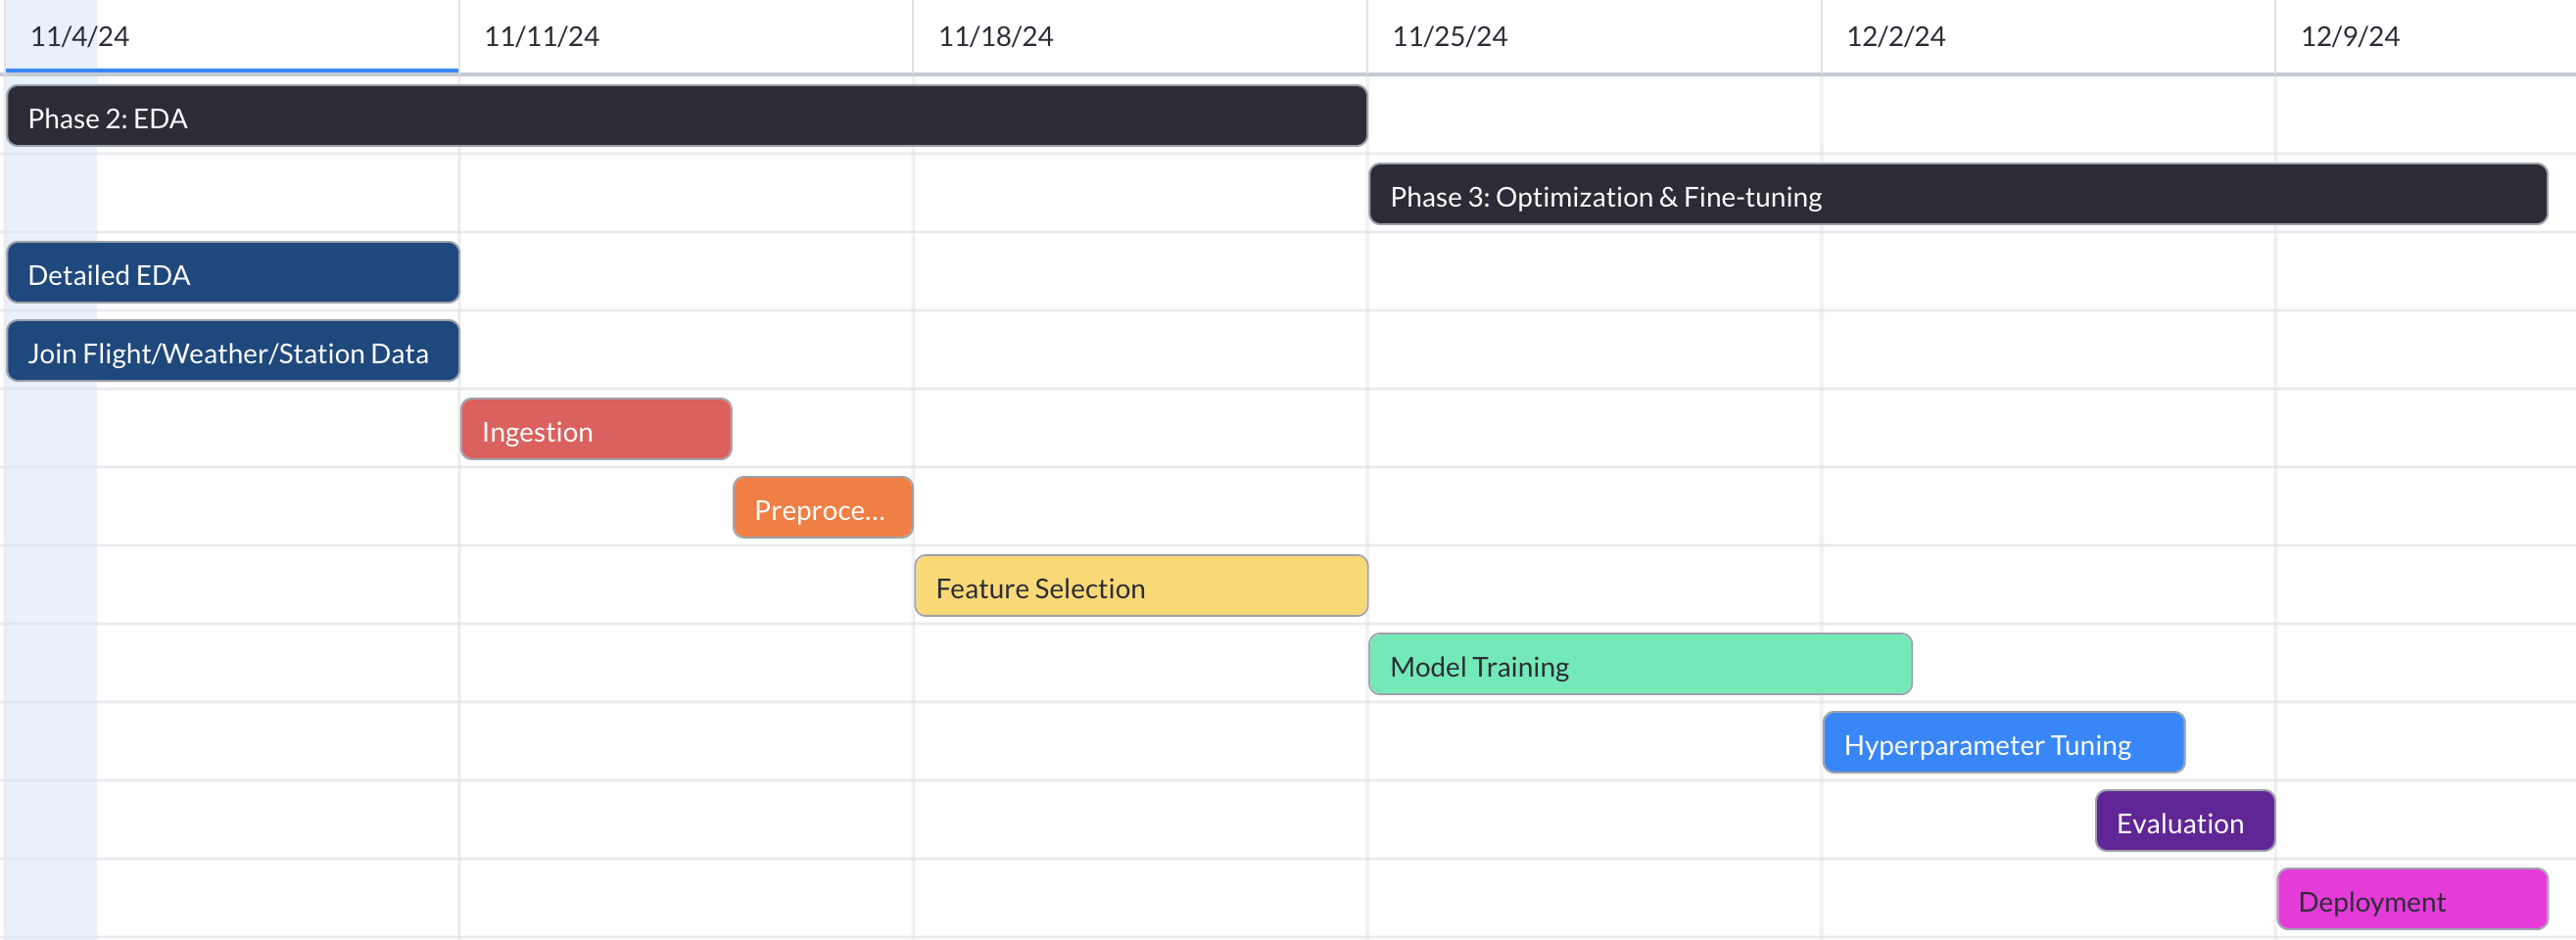 11/4/24 11/11/24 11/18/24 11/25/24 12/2/24 12/9/24
Phase 2: EDA
Phase 3: Optimization & Fine-tuning
Detailed EDA
Join Flight/Weather/Station Data
Ingestion
Preproce...
Feature Selection
Model Training
Hyperparameter Tuning
Evaluation
Deployment